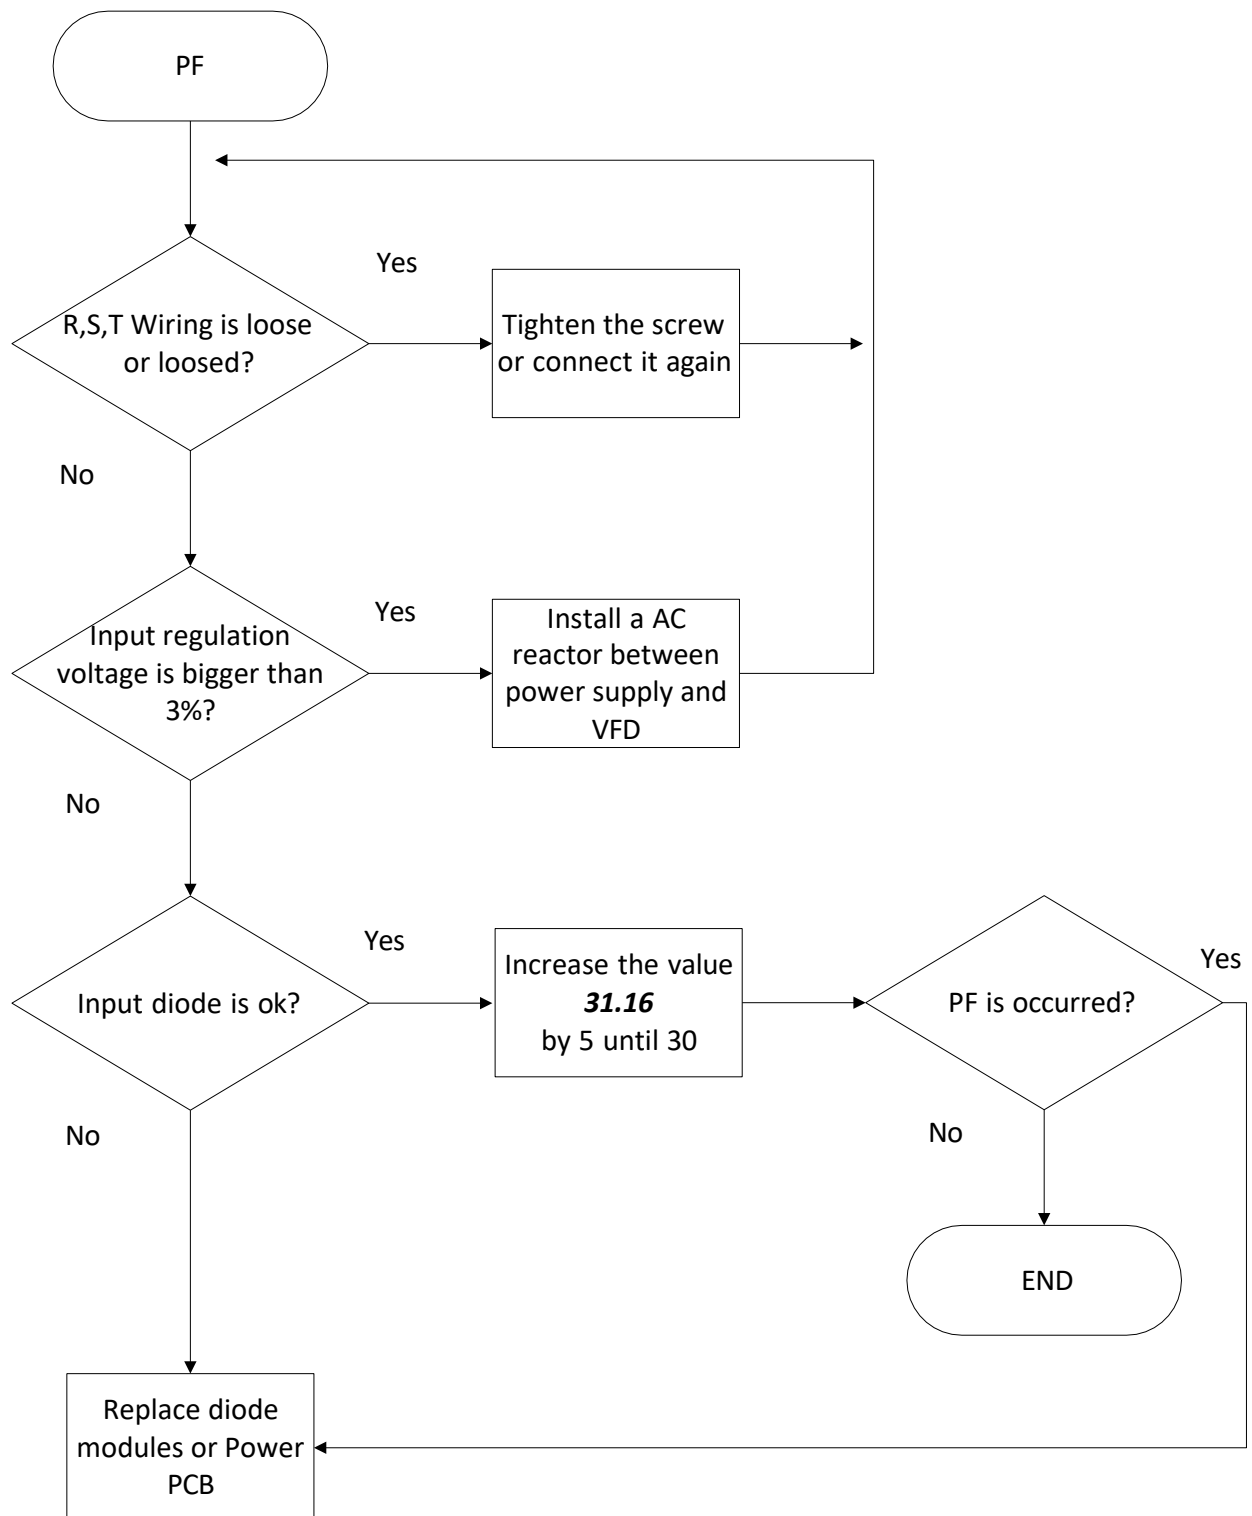 PF
Yes
R,S,T Wiring is loose
or loosed?
Tighten the screw
or connect it again
No
Yes
Input regulation
voltage is bigger than
3%?
Install a AC
reactor between
power supply and
VFD
No
Yes
Input diode is ok?
Increase the value
31.16
by 5 until 30
PF is occurred?
Yes
No
No
END
Replace diode
modules or Power
PCB